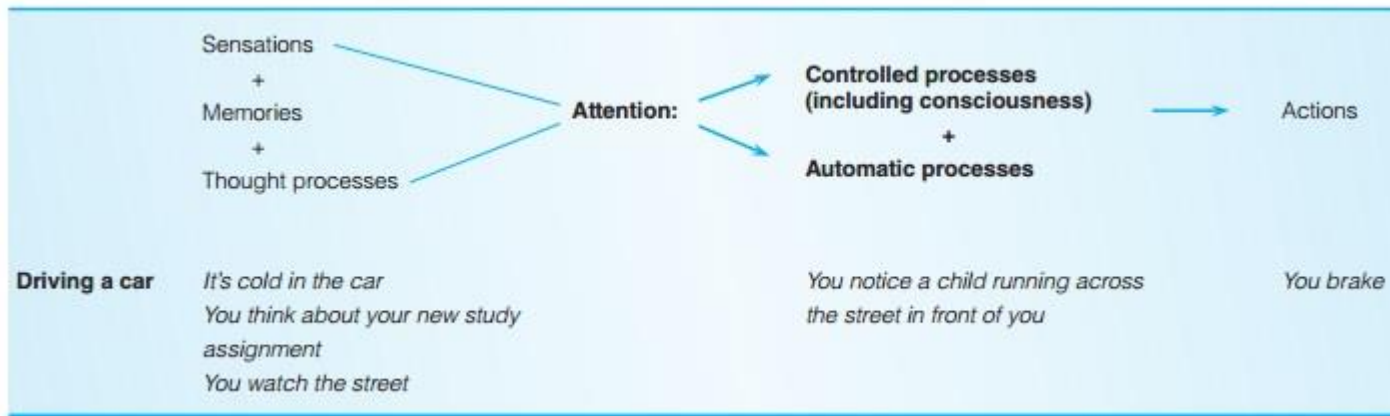 Sensations
+
Memories
+
Thought processes
Attention:
Controlled processes
(including consciousness)
+
Automatic processes
Actions
Driving a car
It's cold in the car
You think about your new study
assignment
You watch the street
You notice a child running across
the street in front of you
You brake